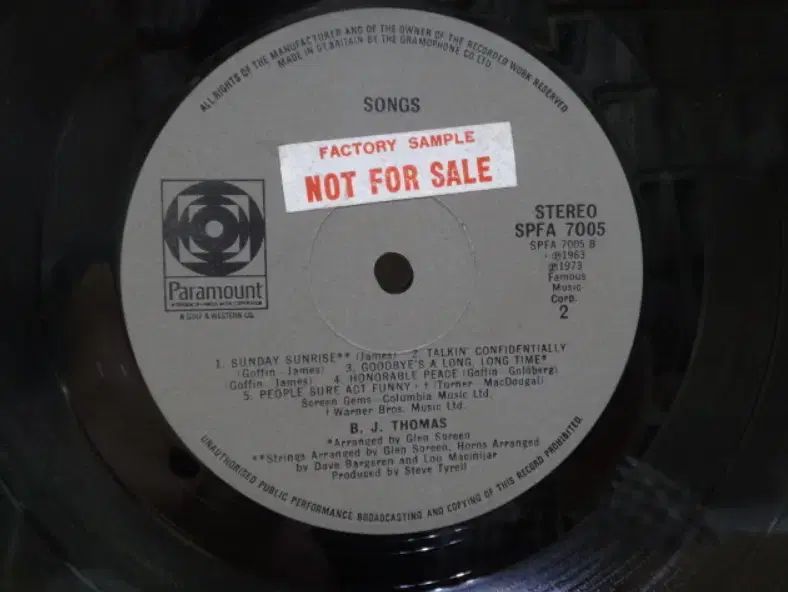 ALL RIGHTS OF THE MANUFACTURER AND OF THE OWNER OF THE RECORDED WORK RESERVED
MADE IN GT. BRITAIN BY THE GRAMOPHONE CO. LTD.
SONGS
FACTORY SAMPLE
NOT FOR SALE
STEREO
SPFA 7005
SPFA 7005 B
℗1963
℗1973
Famous
Music
Corp.
2
Paramount
A GULF & WESTERN CO.
1. SUNDAY SUNRISE** (James) 2. TALKIN' CONFIDENTIALLY
(Goffin - James) 3. GOODBYE'S A LONG, LONG TIME*
(Goffin James) 4. HONORABLE PEACE (Goffin Goldberg)
5. PEOPLE SURE ACT FUNNY · † (Turner - MacDougal)
Screen Gems - Columbia Music Ltd.
† Warner Bros. Music Ltd.
B. J. THOMAS
*Arranged by Glen Spreen
**Strings Arranged by Glen Spreen, Horns Arranged
by Dave Bargeron and Lou
Produced by Steve Tyrell
UNAUTHORISED PUBLIC PERFORMANCE BROADCASTING AND COPYING OF THIS RECORD PROHIBITED.